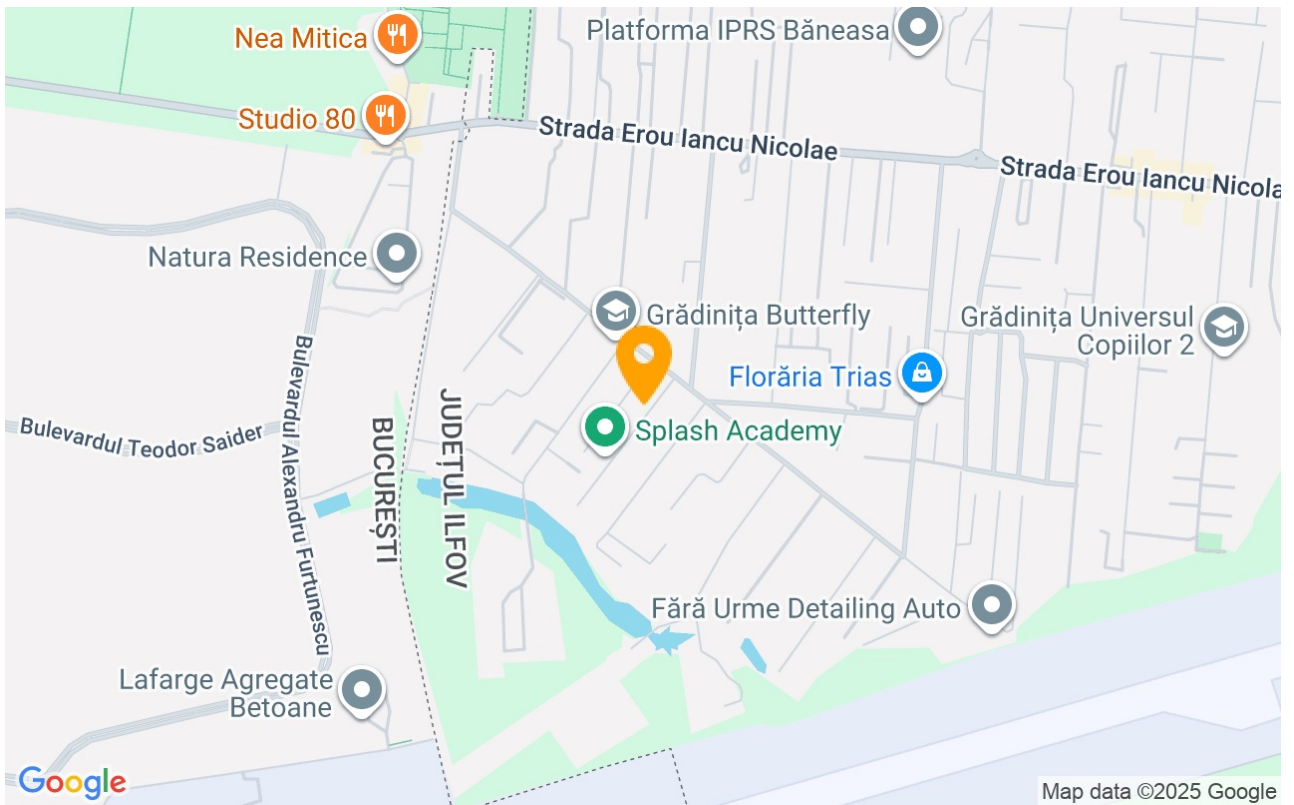 Nea Mitica
Platforma IPRS Băneasa
Studio 80
Strada Erou Iancu Nicolae
Strada Erou Iancu Nicola
Natura Residence
Grădinița Butterfly
Grădinița Universul
Copiilor 2
Florăria Trias
Bulevardul Teodor Saider
Bulevardul Alexandru Furtunescu
BUCUREȘTI
JUDEȚUL ILFOV
Splash Academy
Fără Urme Detailing Auto
Lafarge Agregate
Betoane
Google
Map data ©2025 Google